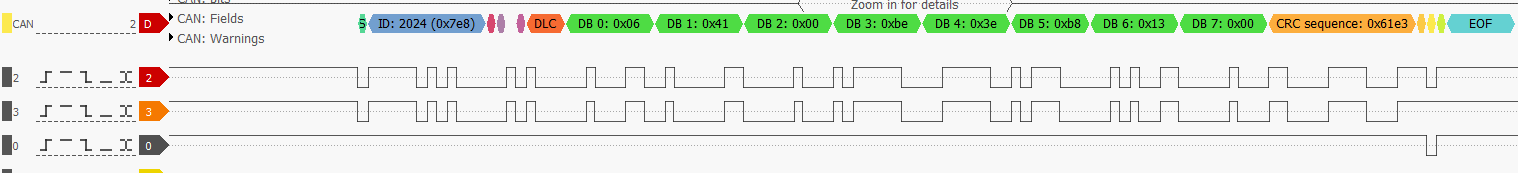 Zoom in for details
CAN: Fields
CAN 2 D S ID: 2024 (0x7e8) DLC DB 0: 0x06 DB 1: 0x41 DB 2: 0x00 DB 3: 0xbe DB 4: 0x3e DB 5: 0xb8 DB 6: 0x13 DB 7: 0x00 CRC sequence: 0x61e3 EOF
CAN: Warnings
2 2
3 3
0 0